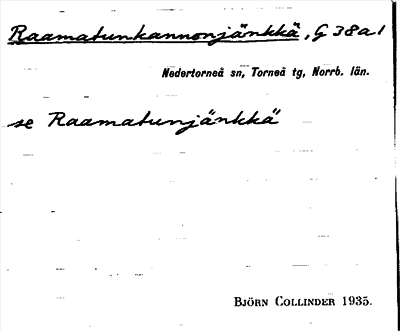 Raamatunkannonjänkkä, G 38a1
Nedertorneå sn, Torneå tg, Norrb. län.
se Raamatunjänkkä
BJÖRN COLLINDER 1935.